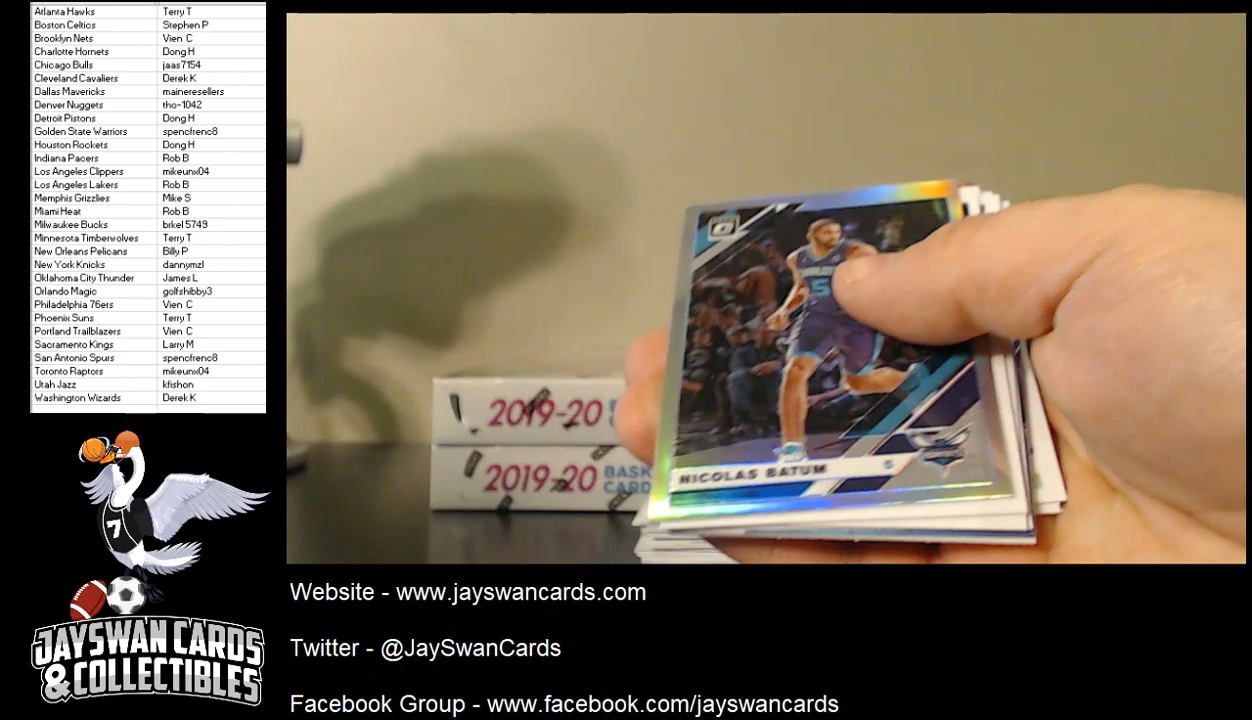 Atlanta Hawks Terry T
Boston Celtics Stephen P
Brooklyn Nets Vien C
Charlotte Hornets Dong H
Chicago Bulls jaas7154
Cleveland Cavaliers Derek K
Dallas Mavericks maineresellers
Denver Nuggets tho-1042
Detroit Pistons Dong H
Golden State Warriors spencfrenc8
Houston Rockets Dong H
Indiana Pacers Rob B
Los Angeles Clippers mikeunx04
Los Angeles Lakers Rob B
Memphis Grizzlies Mike S
Miami Heat Rob B
Milwaukee Bucks brkel5749
Minnesota Timberwolves Terry T
New Orleans Pelicans Billy P
New York Knicks dannymzl
Oklahoma City Thunder James L
Orlando Magic golfshibby3
Philadelphia 76ers Vien C
Phoenix Suns Terry T
Portland Trailblazers Vien C
Sacramento Kings Larry M
San Antonio Spurs spencfrenc8
Toronto Raptors mikeunx04
Utah Jazz kfishon
Washington Wizards Derek K
2019-20
2019-20 BASK
CARD
NICOLAS BATUM 5
7
JAYSWAN CARDS
& COLLECTIBLES
Website - www.jayswancards.com
Twitter - @JaySwanCards
Facebook Group - www.facebook.com/jayswancards